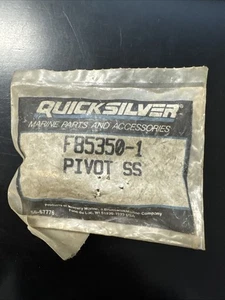 QUICKSILVER
MARINE PARTS AND ACCESSORIES
F85350-1
PIVOT SS